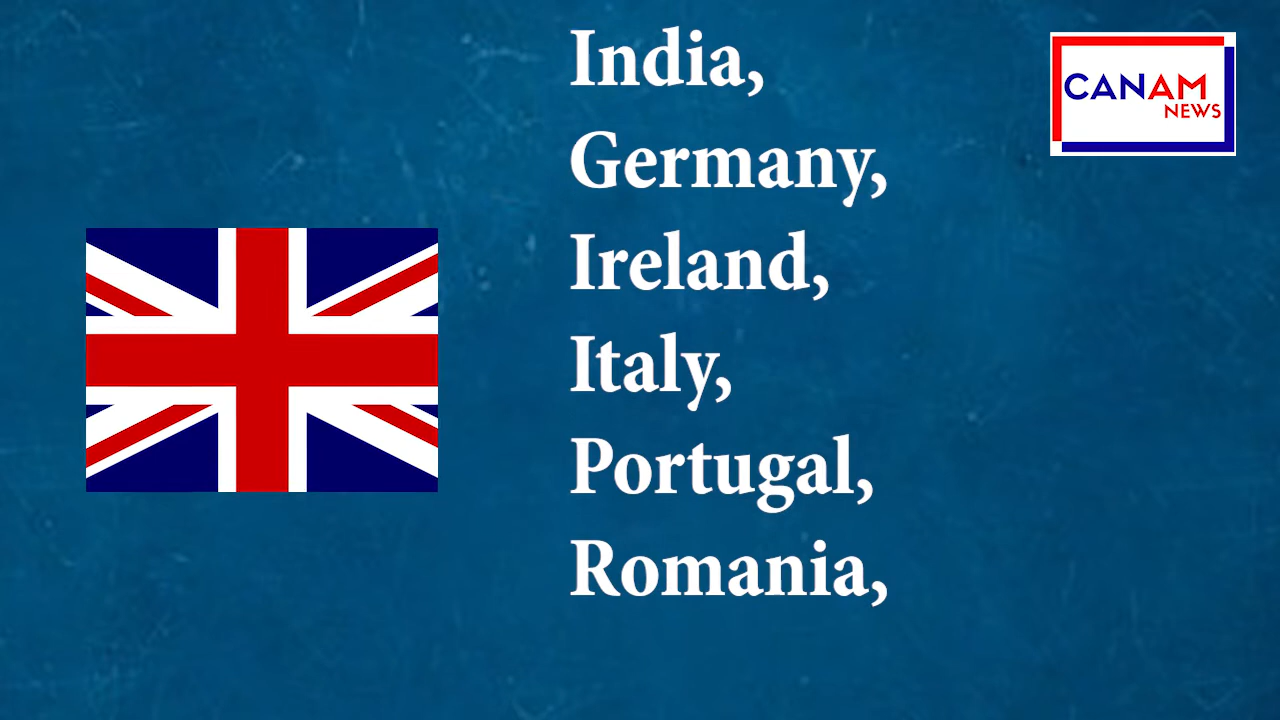 India,
Germany,
Ireland,
Italy,
Portugal,
Romania,
CANAM
NEWS